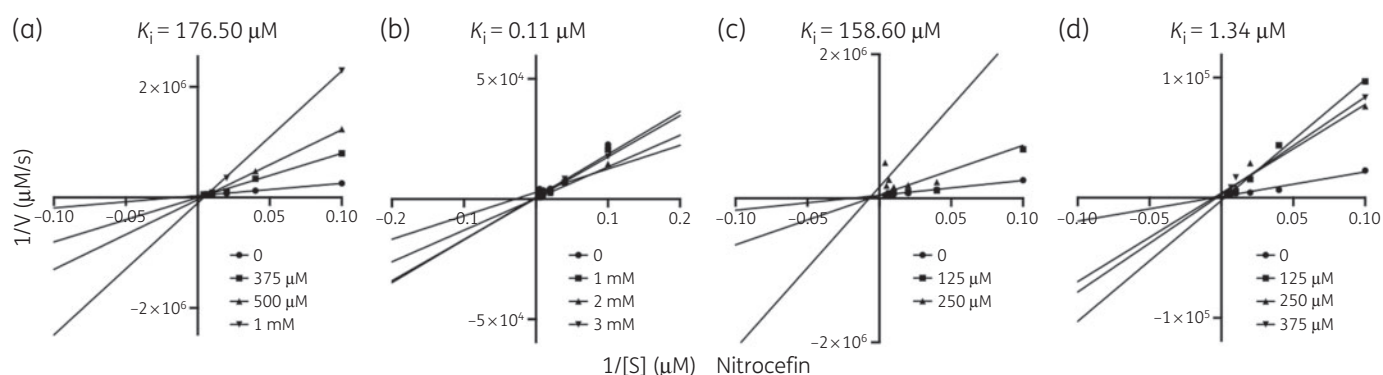 (a) Ki = 176.50 μM
2×10⁶
−0.10 −0.05 0.05 0.10
−2×10⁶
0
375 μM
500 μM
1 mM
(b) Ki = 0.11 μM
5×10⁴
−0.2 −0.1 0.1 0.2
−5×10⁴
0
1 mM
2 mM
3 mM
(c) Ki = 158.60 μM
2×10⁶
−0.10 −0.05 0.05 0.10
−2×10⁶
0
125 μM
250 μM
(d) Ki = 1.34 μM
1×10⁵
−0.10 −0.05 0.05 0.10
−1×10⁵
0
125 μM
250 μM
375 μM
1/V (μM/s)
1/[S] (μM) Nitrocefin